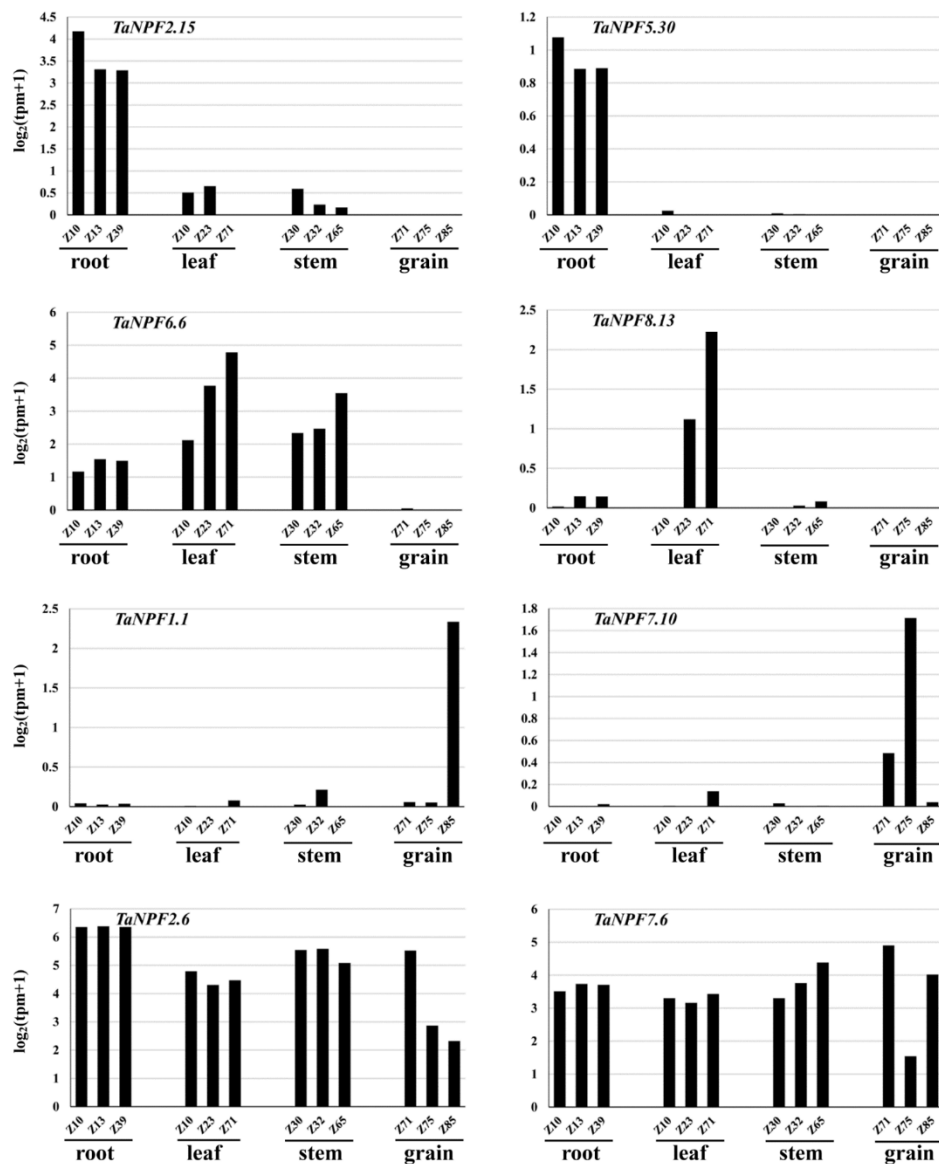 TaNPF2.15
log₂(tpm+1)
4.5
4
3.5
3
2.5
2
1.5
1
0.5
0
Z10 Z13 Z39 Z10 Z23 Z71 Z30 Z32 Z65 Z71 Z75 Z85
root leaf stem grain
TaNPF5.30
1.2
1
0.8
0.6
0.4
0.2
0
Z10 Z13 Z39 Z10 Z23 Z71 Z30 Z32 Z65 Z71 Z75 Z85
root leaf stem grain
TaNPF6.6
log₂(tpm+1)
6
5
4
3
2
1
0
Z10 Z13 Z39 Z10 Z23 Z71 Z30 Z32 Z65 Z71 Z75 Z85
root leaf stem grain
TaNPF8.13
2.5
2
1.5
1
0.5
0
Z10 Z13 Z39 Z10 Z23 Z71 Z30 Z32 Z65 Z71 Z75 Z85
root leaf stem grain
TaNPF1.1
log₂(tpm+1)
2.5
2
1.5
1
0.5
0
Z10 Z13 Z39 Z10 Z23 Z71 Z30 Z32 Z65 Z71 Z75 Z85
root leaf stem grain
TaNPF7.10
1.8
1.6
1.4
1.2
1
0.8
0.6
0.4
0.2
0
Z10 Z13 Z39 Z10 Z23 Z71 Z30 Z32 Z65 Z71 Z75 Z85
root leaf stem grain
TaNPF2.6
log₂(tpm+1)
7
6
5
4
3
2
1
0
Z10 Z13 Z39 Z10 Z23 Z71 Z30 Z32 Z65 Z71 Z75 Z85
root leaf stem grain
TaNPF7.6
6
5
4
3
2
1
0
Z10 Z13 Z39 Z10 Z23 Z71 Z30 Z32 Z65 Z71 Z75 Z85
root leaf stem grain